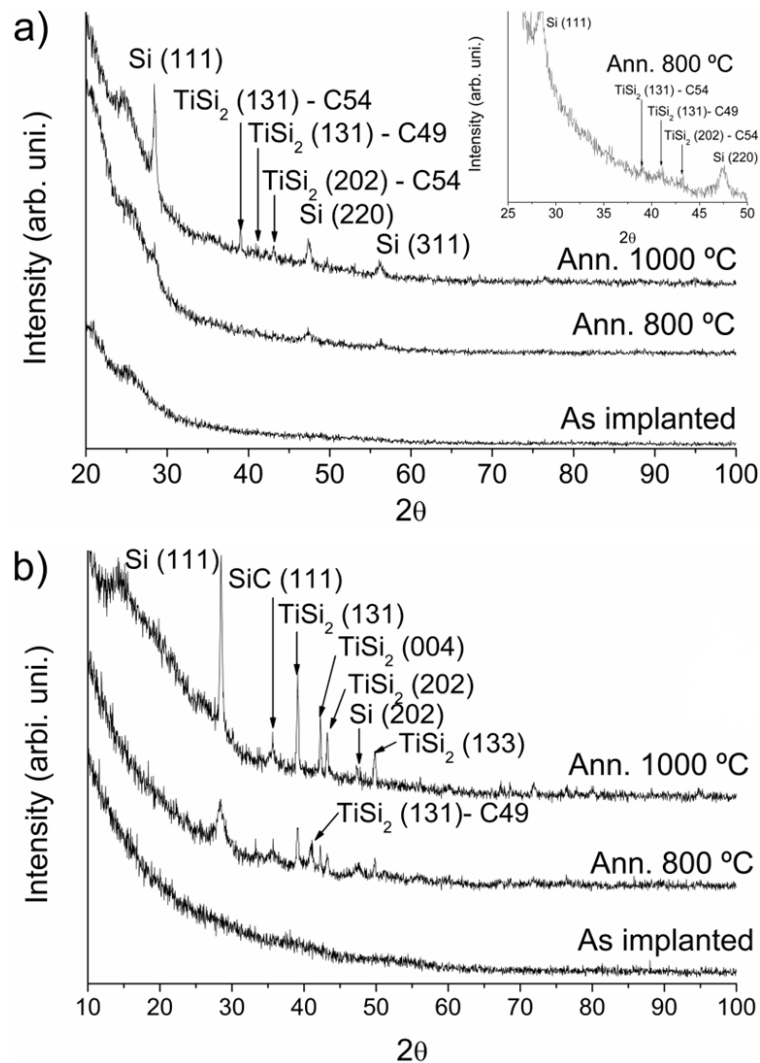 a)
Si (111)
TiSi2 (131) - C54
TiSi2 (131) - C49
TiSi2 (202) - C54
Si (220)
Si (311)
Ann. 1000 ºC
Ann. 800 ºC
As implanted
Intensity (arb. uni.)
20 30 40 50 60 70 80 90 100
2θ
Si (111)
Ann. 800 ºC
TiSi2 (131) - C54
TiSi2 (131)- C49
TiSi2 (202) - C54
Si (220)
Intensity (arb. uni.)
25 30 35 40 45 50
2θ
b)
Si (111)
SiC (111)
TiSi2 (131)
TiSi2 (004)
TiSi2 (202)
Si (202)
TiSi2 (133)
Ann. 1000 ºC
TiSi2 (131)- C49
Ann. 800 ºC
As implanted
Intensity (arbi. uni.)
10 20 30 40 50 60 70 80 90 100
2θ